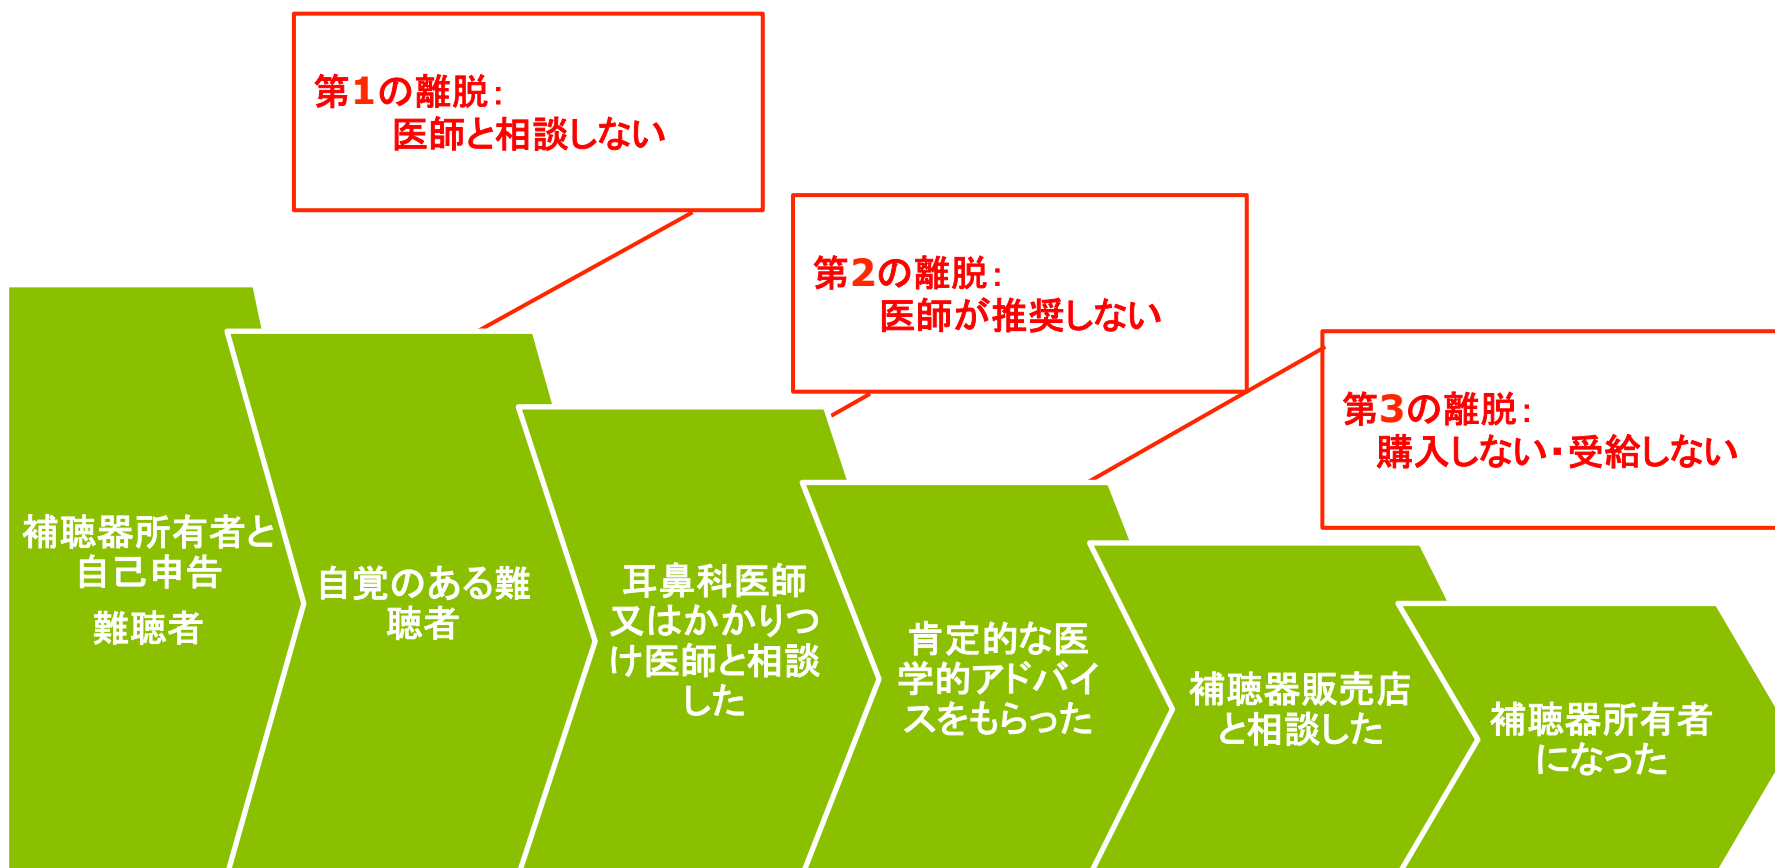 第1の離脱：
医師と相談しない
第2の離脱：
医師が推奨しない
第3の離脱：
購入しない・受給しない
補聴器所有者と
自己申告
難聴者
自覚のある難
聴者
耳鼻科医師
又はかかりつ
け医師と相談
した
肯定的な医
学的アドバイ
スをもらった
補聴器販売店
と相談した
補聴器所有者
になった